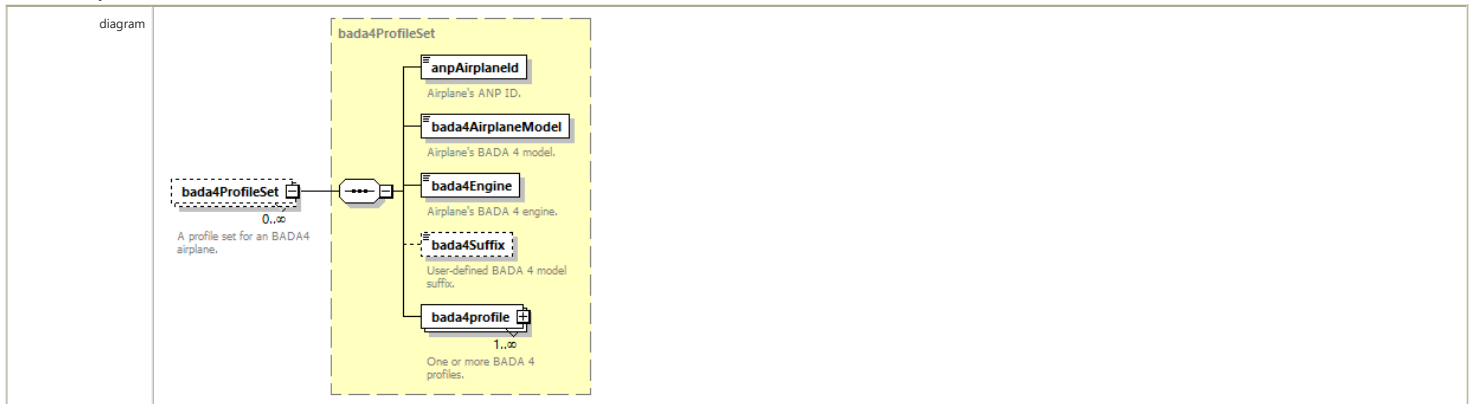 diagram
bada4ProfileSet
anpAirplaneId
Airplane's ANP ID.
bada4AirplaneModel
Airplane's BADA 4 model.
bada4Engine
Airplane's BADA 4 engine.
bada4ProfileSet
0..∞
A profile set for an BADA4
airplane.
bada4Suffix
User-defined BADA 4 model
suffix.
bada4profile
1..∞
One or more BADA 4
profiles.